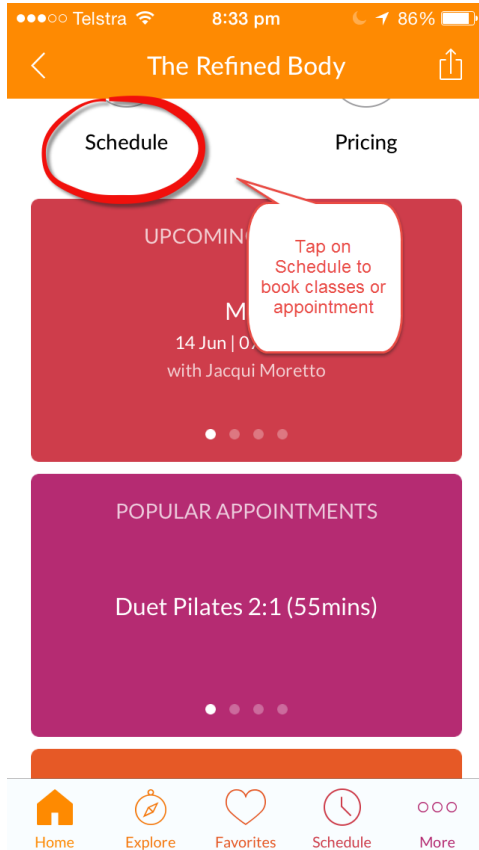 Telstra 8:33 pm 86%
The Refined Body
Schedule Pricing
UPCOMING
Tap on
Schedule to
book classes or
appointment
M
14 Jun | 0
with Jacqui Moretto
POPULAR APPOINTMENTS
Duet Pilates 2:1 (55mins)
Home Explore Favorites Schedule More